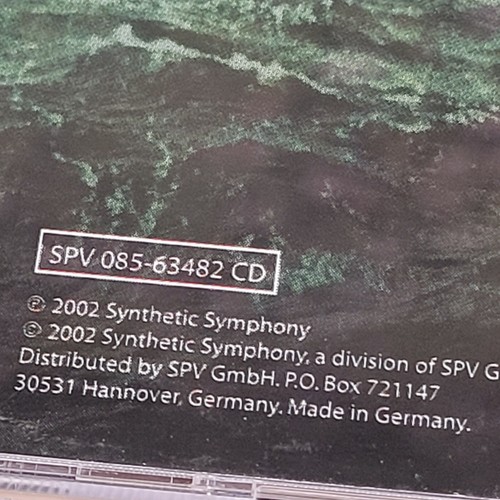 SPV 085-63482 CD
℗ 2002 Synthetic Symphony
© 2002 Synthetic Symphony, a division of SPV G
Distributed by SPV GmbH. P.O. Box 721147
30531 Hannover, Germany. Made in Germany.